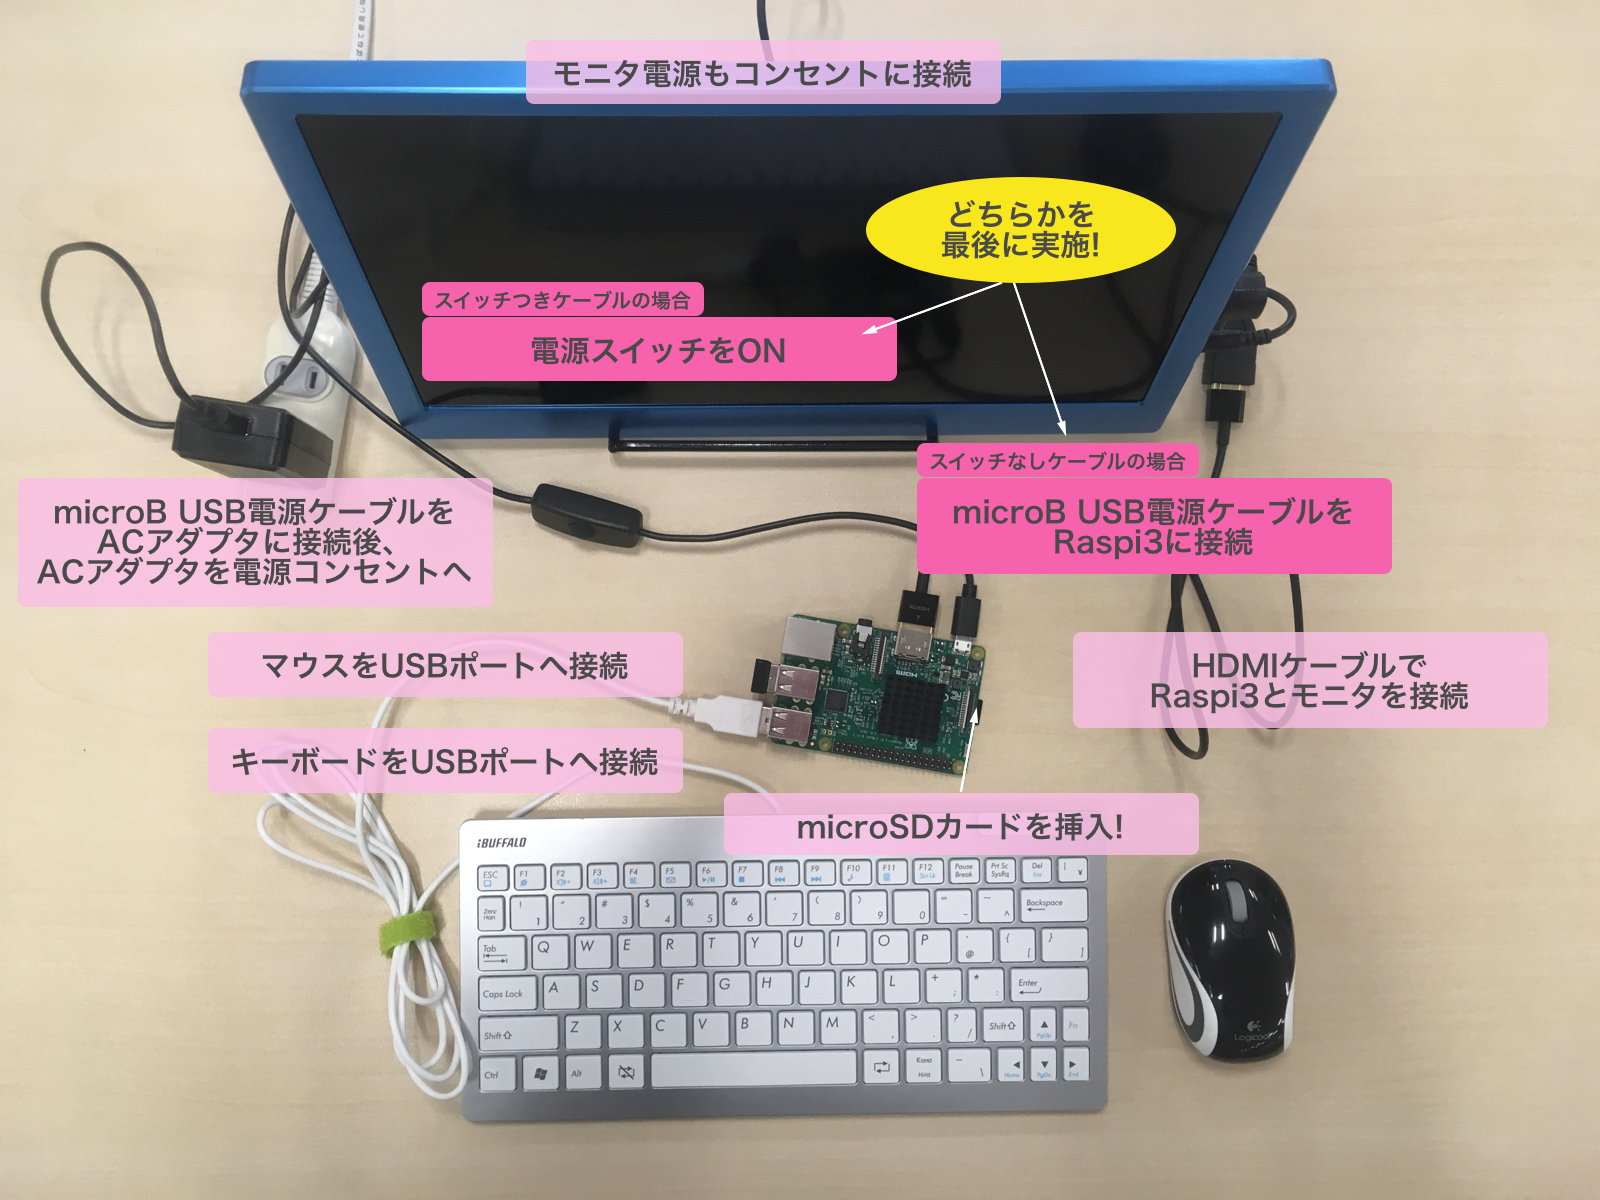 モニタ電源もコンセントに接続
どちらかを
最後に実施!
スイッチつきケーブルの場合
電源スイッチをON
スイッチなしケーブルの場合
microB USB電源ケーブルを
Raspi3に接続
microB USB電源ケーブルを
ACアダプタに接続後、
ACアダプタを電源コンセントへ
マウスをUSBポートへ接続
HDMIケーブルで
Raspi3とモニタを接続
キーボードをUSBポートへ接続
microSDカードを挿入!
HDMI
iBUFFALO
ESC F1 F2 F3 F4 F5 F6 F7 F8 F9 F10 F11 F12 ScrLk Pause Break Prt Sc SysRq Del Ins | ¥
! 1 " 2 # 3 $ 4 % 5 & 6 ' 7 ( 8 ) 9 0 = - ~ ^ Backspace
Tab Q W E R T Y U I O P ` @ { [ } ]
Caps Lock A S D F G H J K L + ; * : Enter
Shift Z X C V B N M < , > . ? / Shift PgUp Fn
Ctrl Alt Kana Hira _ \ Home PgDn End
Logicool